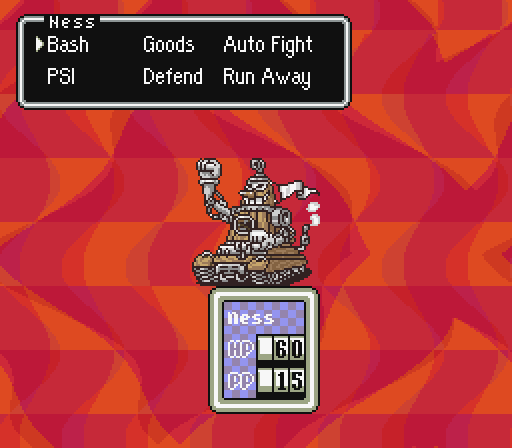 Ness
Bash Goods Auto Fight
PSI Defend Run Away
Ness
HP 60
PP 15